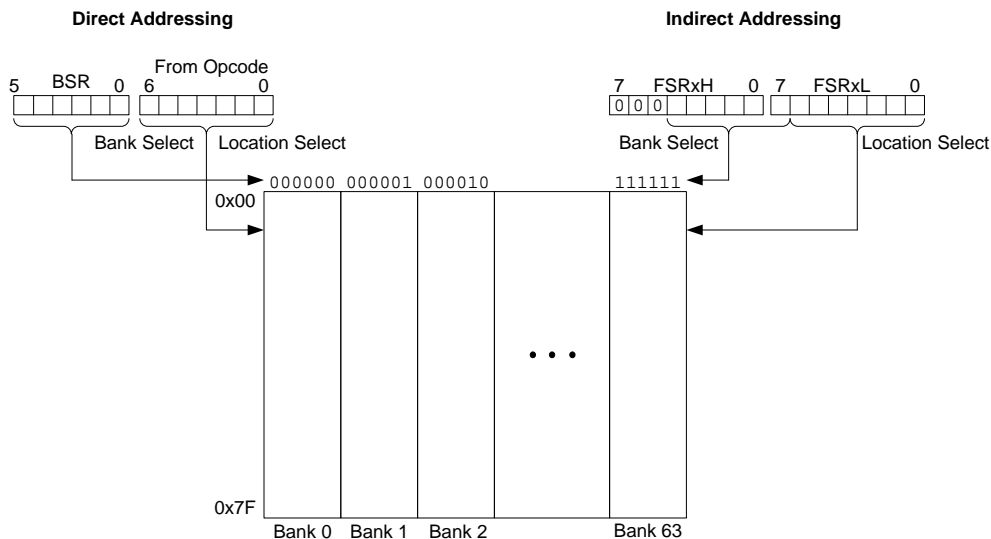 Direct Addressing
Indirect Addressing
From Opcode
5 BSR 0 6 0
7 FSRxH 0 7 FSRxL 0
0 0 0
Bank Select Location Select
Bank Select Location Select
000000 000001 000010 111111
0x00
0x7F
Bank 0 Bank 1 Bank 2 Bank 63